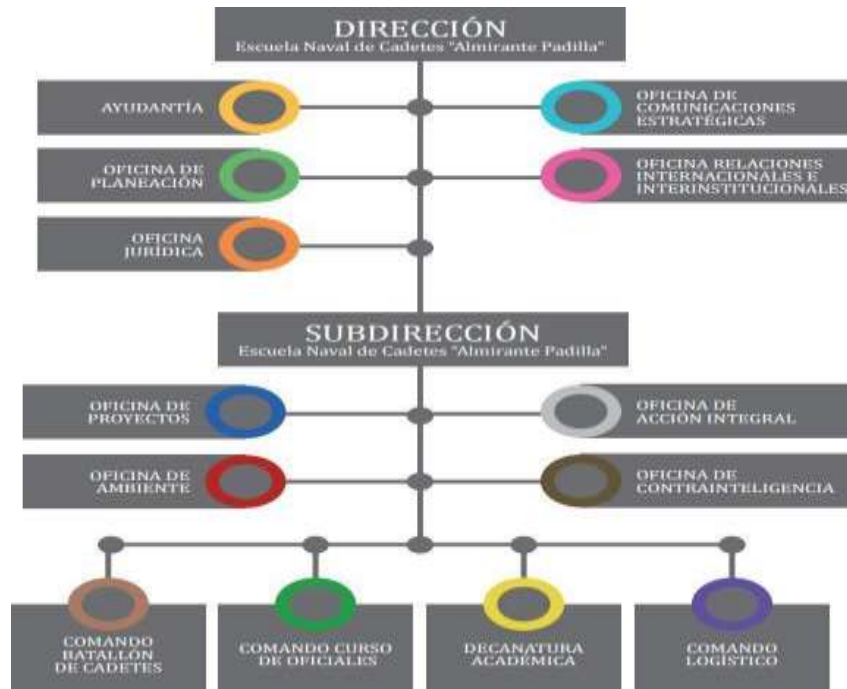 DIRECCIÓN
Escuela Naval de Cadetes "Almirante Padilla"
AYUDANTÍA
OFICINA DE
COMUNICACIONES
ESTRATÉGICAS
OFICINA DE
PLANEACIÓN
OFICINA RELACIONES
INTERNACIONALES E
INTERINSTITUCIONALES
OFICINA
JURÍDICA
SUBDIRECCIÓN
Escuela Naval de Cadetes "Almirante Padilla"
OFICINA DE
PROYECTOS
OFICINA DE
ACCIÓN INTEGRAL
OFICINA DE
AMBIENTE
OFICINA DE
CONTRAINTELIGENCIA
COMANDO
BATALLÓN
DE CADETES
COMANDO CURSO
DE OFICIALES
DECANATURA
ACADÉMICA
COMANDO
LOGÍSTICO